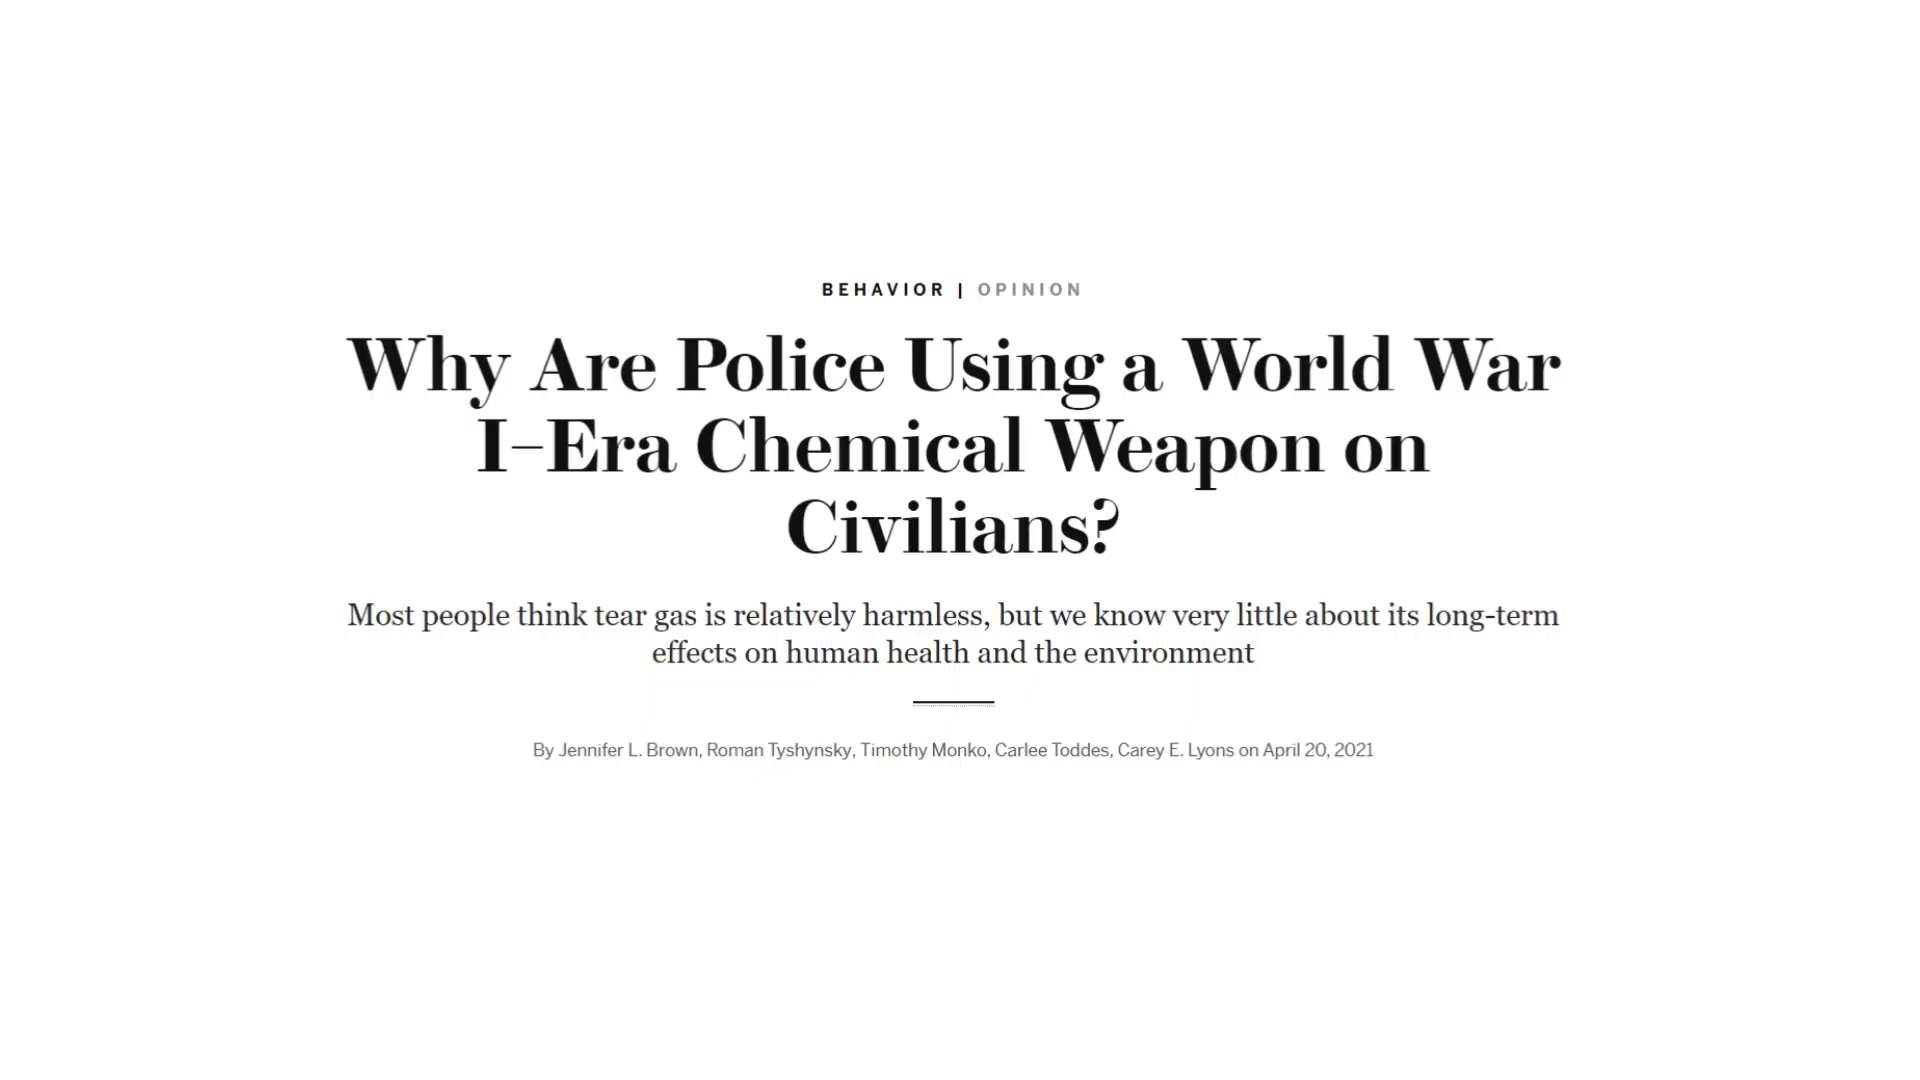 BEHAVIOR | OPINION
Why Are Police Using a World War
I–Era Chemical Weapon on
Civilians?
Most people think tear gas is relatively harmless, but we know very little about its long-term
effects on human health and the environment
By Jennifer L. Brown, Roman Tyshynsky, Timothy Monko, Carlee Toddes, Carey E. Lyons on April 20, 2021